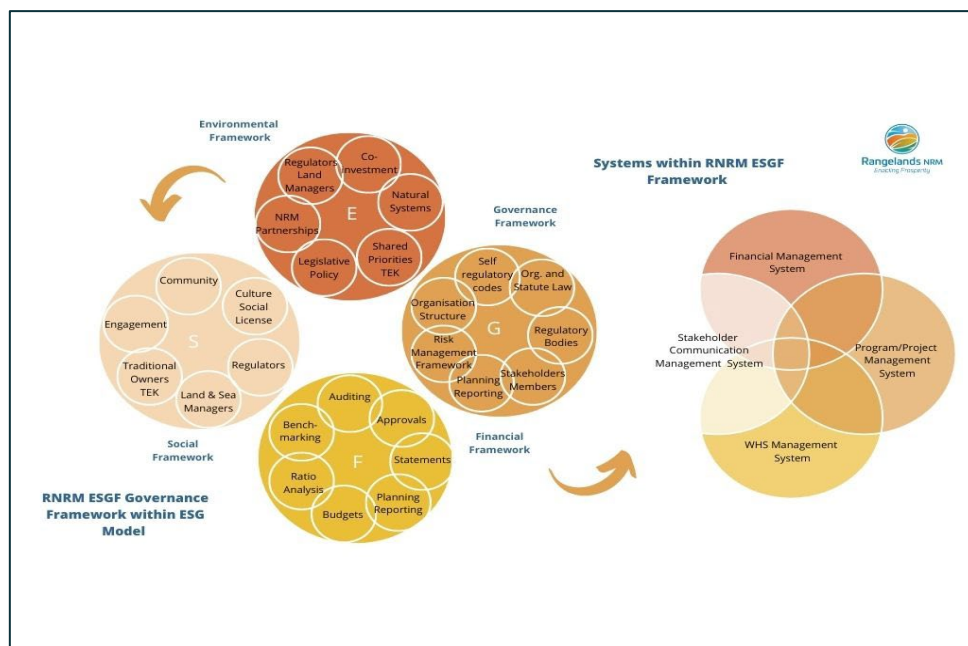 Environmental
Framework
Regulators
Land
Managers
Co-
investment
Natural
Systems
E
NRM
Partnerships
Legislative
Policy
Shared
Priorities
TEK
Community
Culture
Social
License
Engagement
S
Traditional
Owners
TEK
Regulators
Land & Sea
Managers
Social
Framework
Governance
Framework
Self
regulatory
codes
Org. and
Statute Law
Organisation
Structure
G
Regulatory
Bodies
Risk
Management
Framework
Planning
Reporting
Stakeholders
Members
Auditing
Approvals
Bench-
marking
F
Statements
Ratio
Analysis
Budgets
Planning
Reporting
Financial
Framework
RNRM ESGF Governance
Framework within ESG
Model
Systems within RNRM ESGF
Framework
Rangelands NRM
Enacting Prosperity
Financial Management
System
Stakeholder
Communication
Management System
Program/Project
Management
System
WHS Management
System